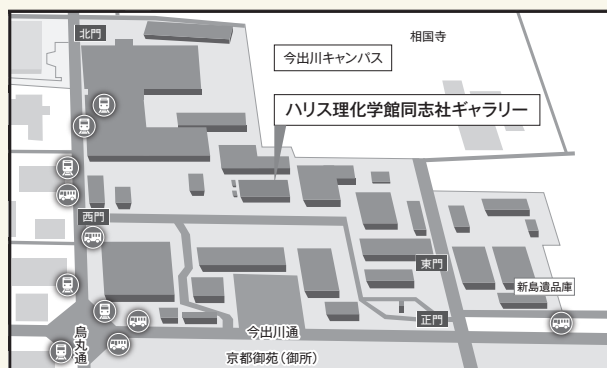 北門
相国寺
今出川キャンパス
ハリス理化学館同志社ギャラリー
西門
東門
新島遺品庫
正門
今出川通
烏丸通
京都御苑（御所）